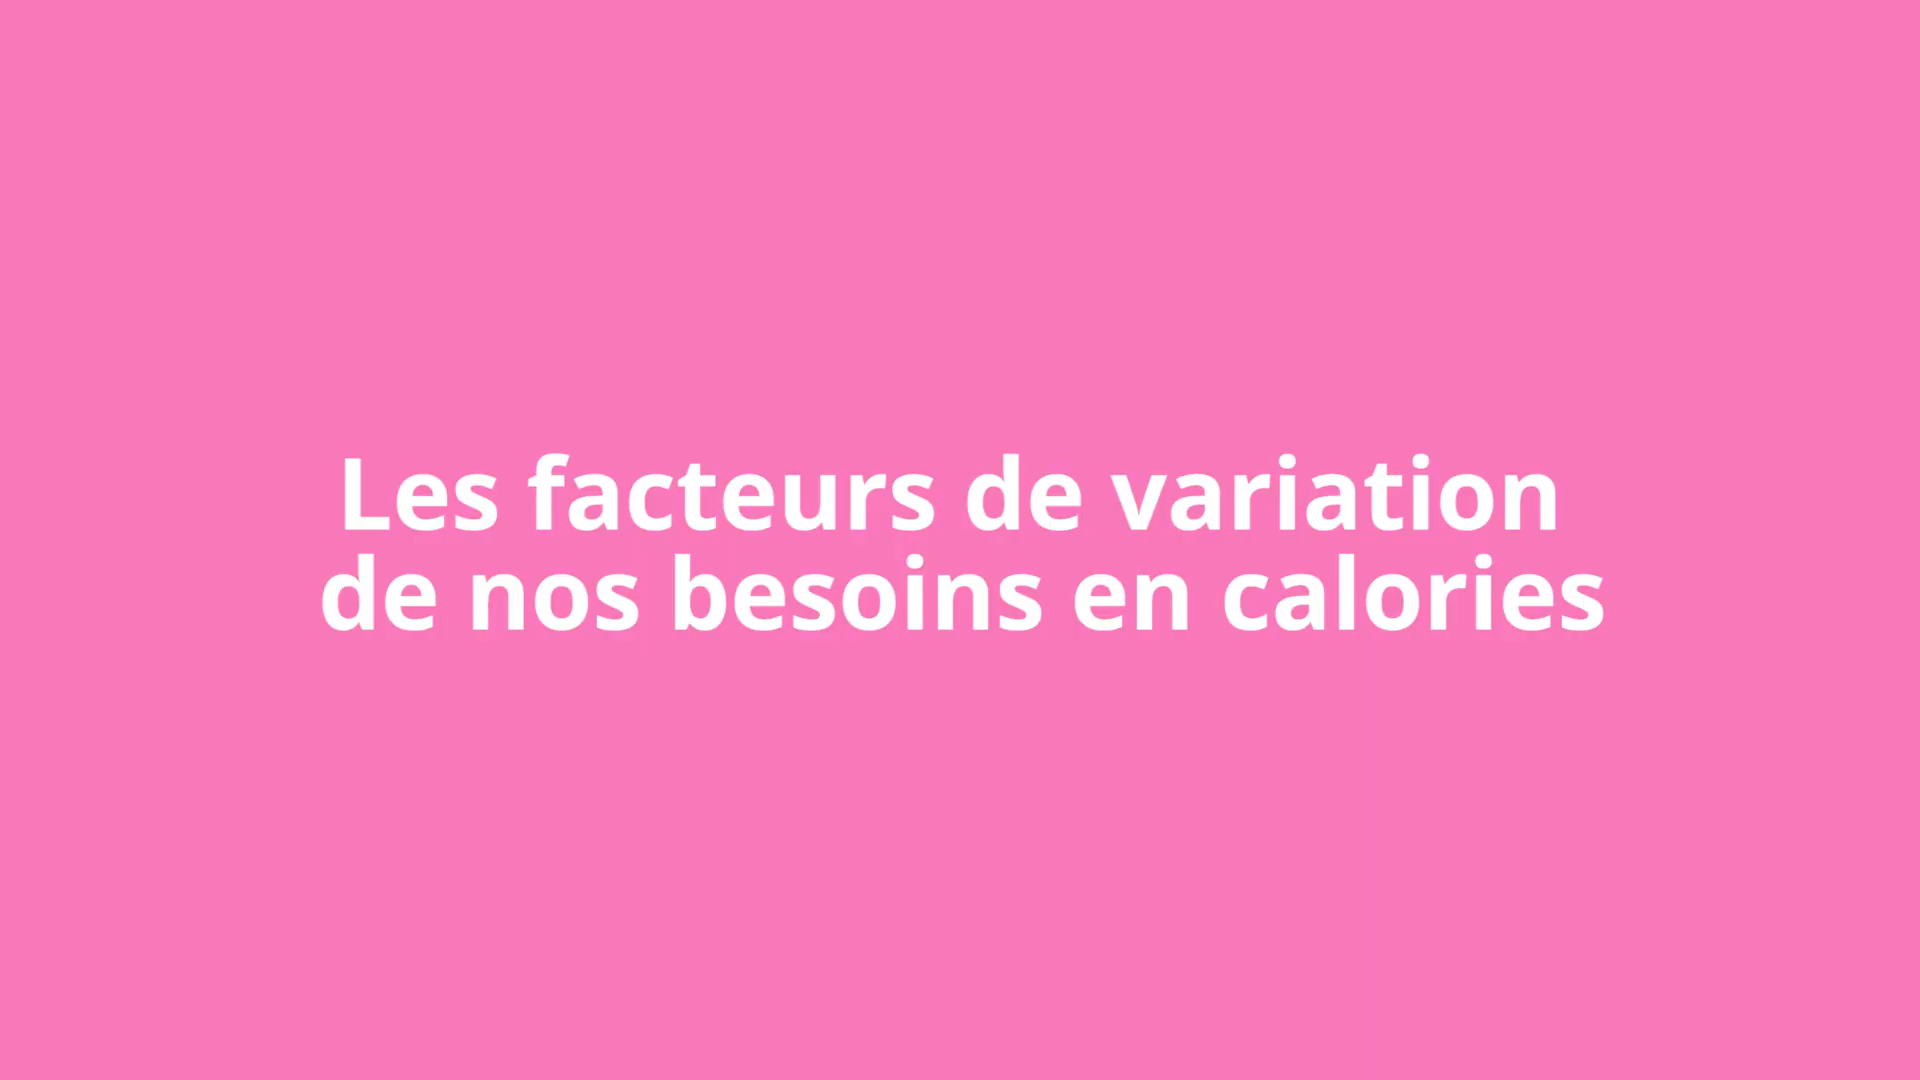 Les facteurs de variation
de nos besoins en calories